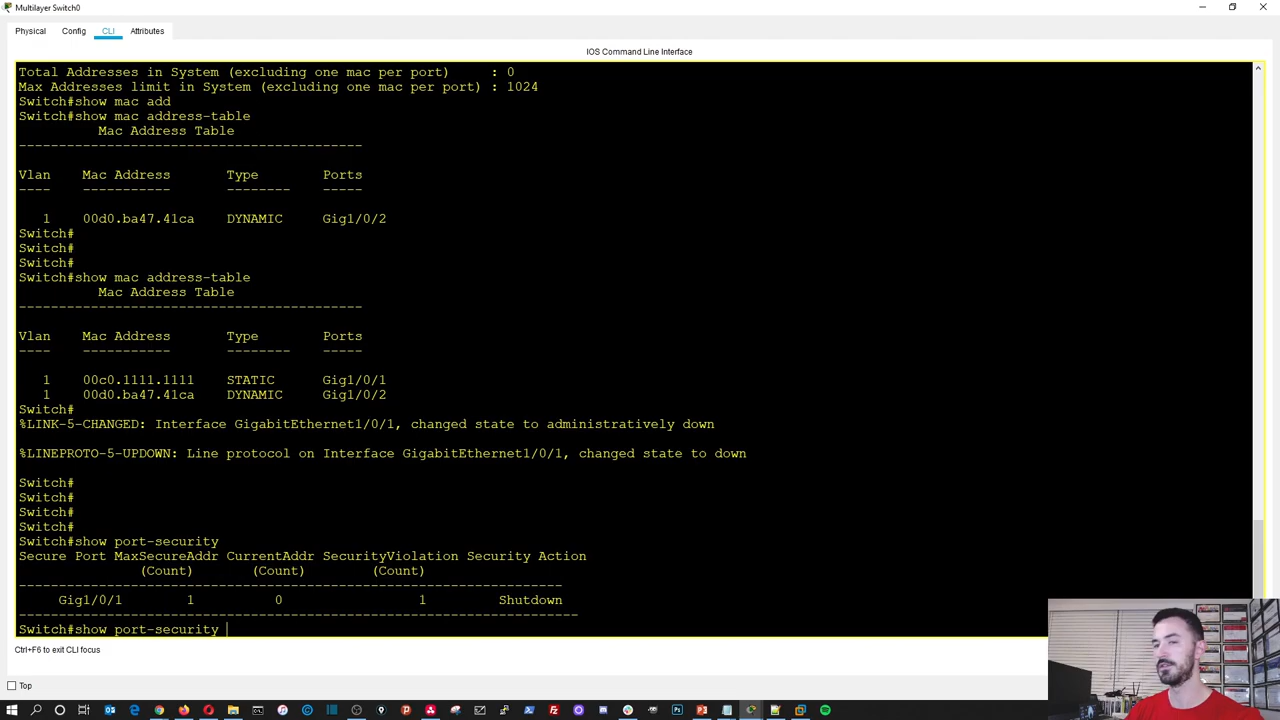 Multilayer Switch0
Physical Config CLI Attributes
IOS Command Line Interface
Total Addresses in System (excluding one mac per port) : 0
Max Addresses limit in System (excluding one mac per port) : 1024
Switch#show mac add
Switch#show mac address-table
Mac Address Table
-------------------------------------------
Vlan Mac Address Type Ports
---- ----------- -------- -----
1 00d0.ba47.41ca DYNAMIC Gig1/0/2
Switch#
Switch#
Switch#
Switch#show mac address-table
Mac Address Table
-------------------------------------------
Vlan Mac Address Type Ports
---- ----------- -------- -----
1 00c0.1111.1111 STATIC Gig1/0/1
1 00d0.ba47.41ca DYNAMIC Gig1/0/2
Switch#
%LINK-5-CHANGED: Interface GigabitEthernet1/0/1, changed state to administratively down
%LINEPROTO-5-UPDOWN: Line protocol on Interface GigabitEthernet1/0/1, changed state to down
Switch#
Switch#
Switch#
Switch#
Switch#show port-security
Secure Port MaxSecureAddr CurrentAddr SecurityViolation Security Action
(Count) (Count) (Count)
--------------------------------------------------------------------
Gig1/0/1 1 0 1 Shutdown
----------------------------------------------------------------------
Switch#show port-security
Ctrl+F6 to exit CLI focus
Top